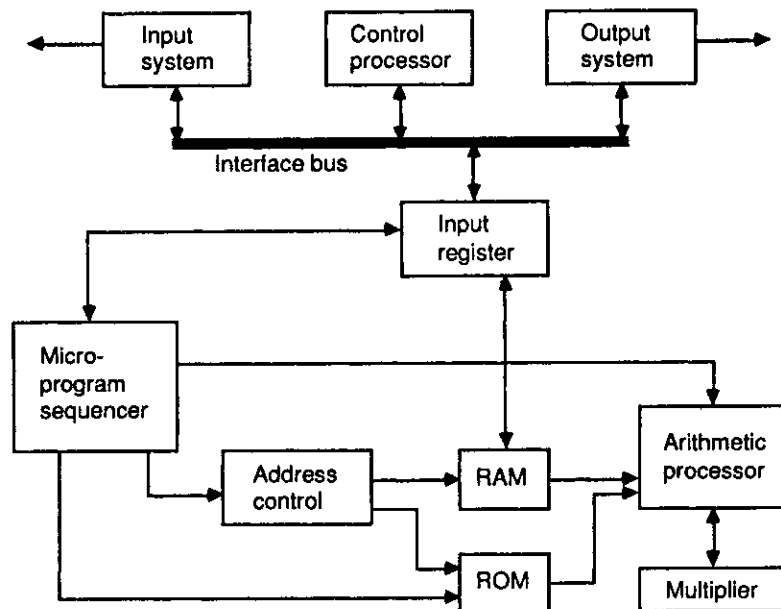 Input
system
Control
processor
Output
system
Interface bus
Input
register
Micro-
program
sequencer
Address
control
RAM
Arithmetic
processor
ROM
Multiplier